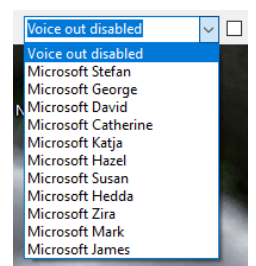 Voice out disabled
Voice out disabled
Microsoft Stefan
Microsoft George
Microsoft David
Microsoft Catherine
Microsoft Katja
Microsoft Hazel
Microsoft Susan
Microsoft Hedda
Microsoft Zira
Microsoft Mark
Microsoft James